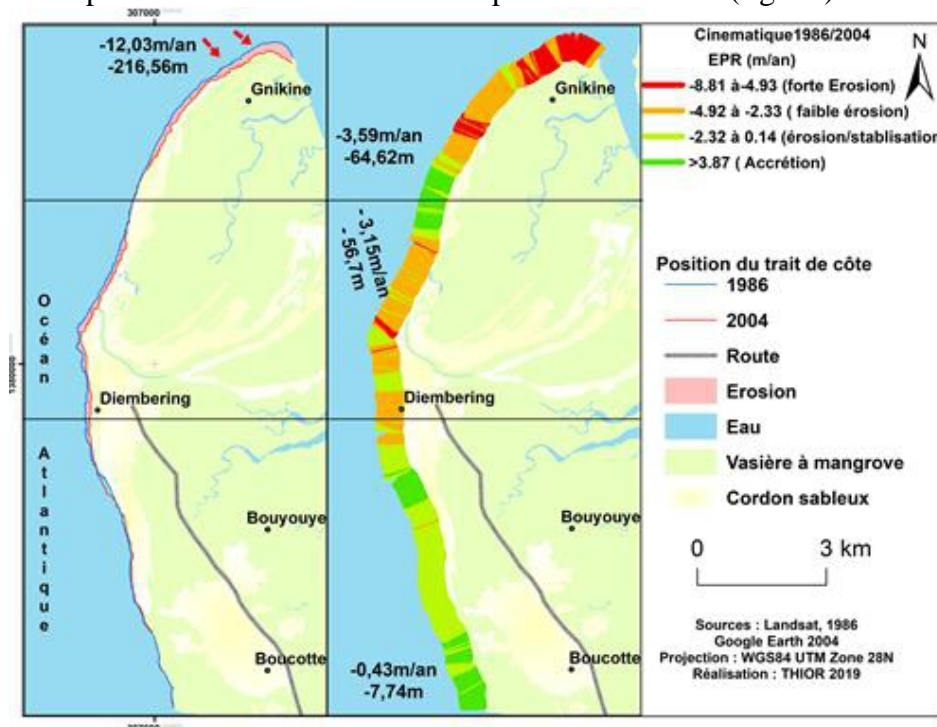 307000
-12,03m/an
-216,56m
Gnikine
-3,59m/an
-64,62m
- 3,15m/an
- 56,7m
Océan
Diembering
Atlantique
Bouyouye
Boucotte
-0,43m/an
-7,74m
Gnikine
Diembering
Bouyouye
Boucotte
307000
Cinematique1986/2004
EPR (m/an)
N
-8.81 à-4.93 (forte Erosion)
-4.92 à -2.33 ( faible érosion)
-2.32 à 0.14 (érosion/stablisation
>3.87 ( Accrétion)
Position du trait de côte
1986
2004
Route
Erosion
Eau
Vasière à mangrove
Cordon sableux
0 3 km
Sources : Landsat, 1986
Google Earth 2004
Projection : WGS84 UTM Zone 28N
Réalisation : THIOR 2019